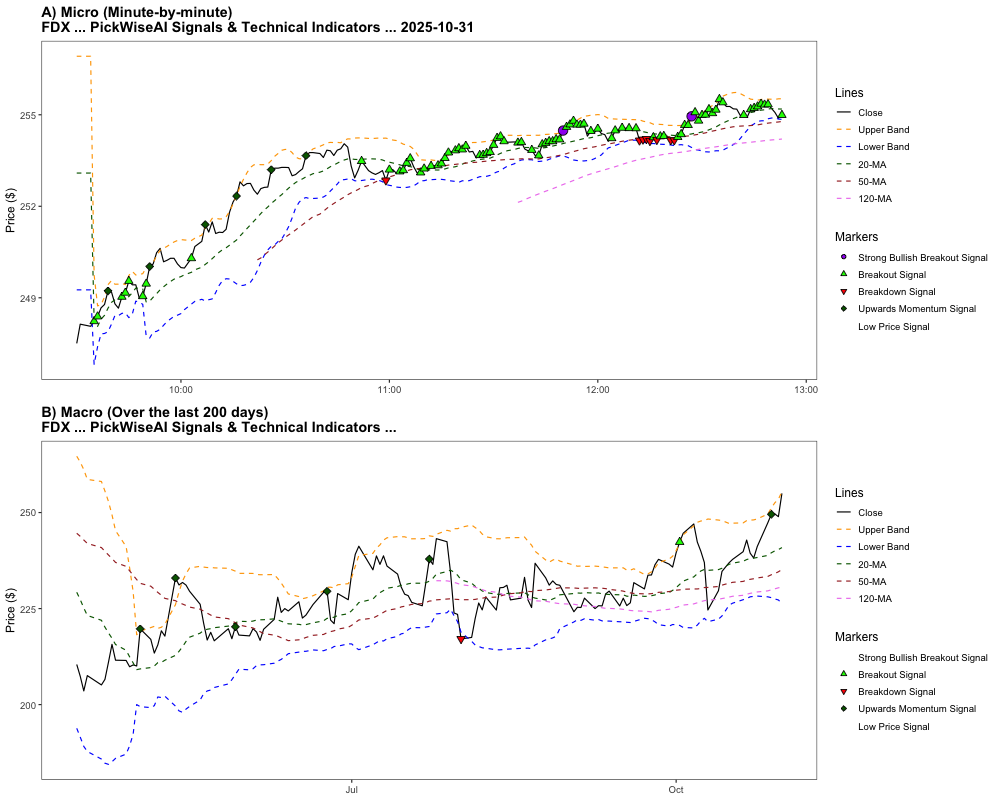 A) Micro (Minute-by-minute)
FDX ... PickWiseAI Signals & Technical Indicators ... 2025-10-31
Price ($)
255
252
249
10:00
11:00
12:00
13:00
Lines
Close
Upper Band
Lower Band
20-MA
50-MA
120-MA
Markers
Strong Bullish Breakout Signal
Breakout Signal
Breakdown Signal
Upwards Momentum Signal
Low Price Signal
B) Macro (Over the last 200 days)
FDX ... PickWiseAI Signals & Technical Indicators ...
Price ($)
250
225
200
Jul
Oct
Lines
Close
Upper Band
Lower Band
20-MA
50-MA
120-MA
Markers
Strong Bullish Breakout Signal
Breakout Signal
Breakdown Signal
Upwards Momentum Signal
Low Price Signal